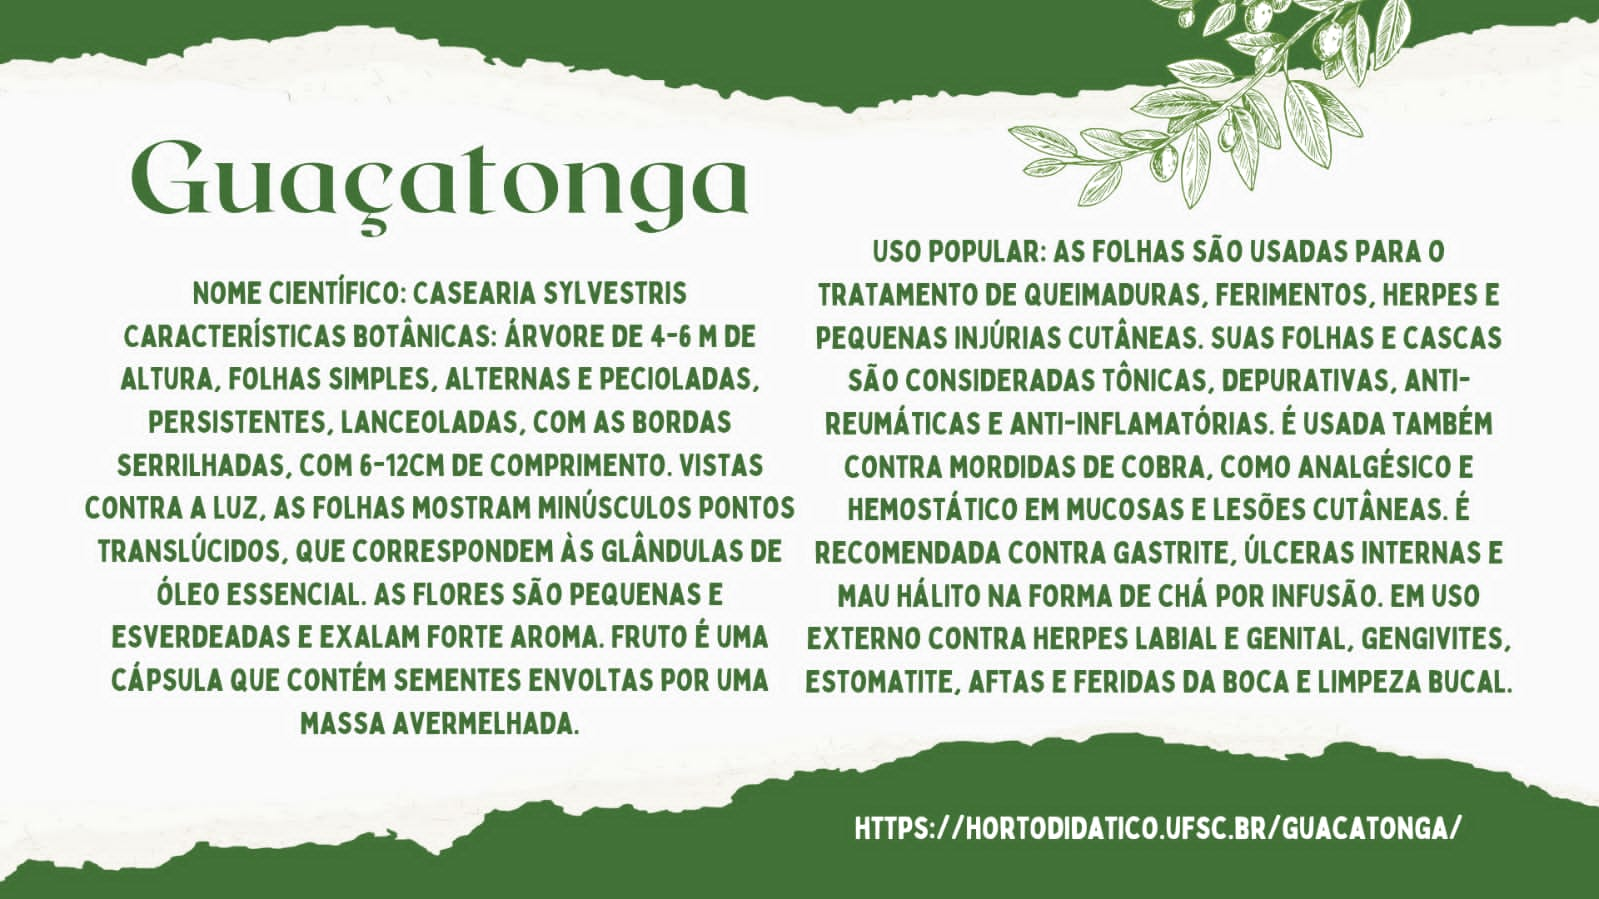 Guaçatonga
NOME CIENTÍFICO: CASEARIA SYLVESTRIS
CARACTERÍSTICAS BOTÂNICAS: ÁRVORE DE 4-6 M DE
ALTURA, FOLHAS SIMPLES, ALTERNAS E PECIOLADAS,
PERSISTENTES, LANCEOLADAS, COM AS BORDAS
SERRILHADAS, COM 6-12CM DE COMPRIMENTO. VISTAS
CONTRA A LUZ, AS FOLHAS MOSTRAM MINÚSCULOS PONTOS
TRANSLÚCIDOS, QUE CORRESPONDEM ÀS GLÂNDULAS DE
ÓLEO ESSENCIAL. AS FLORES SÃO PEQUENAS E
ESVERDEADAS E EXALAM FORTE AROMA. FRUTO É UMA
CÁPSULA QUE CONTÉM SEMENTES ENVOLTAS POR UMA
MASSA AVERMELHADA.
USO POPULAR: AS FOLHAS SÃO USADAS PARA O
TRATAMENTO DE QUEIMADURAS, FERIMENTOS, HERPES E
PEQUENAS INJÚRIAS CUTÂNEAS. SUAS FOLHAS E CASCAS
SÃO CONSIDERADAS TÔNICAS, DEPURATIVAS, ANTI-
REUMÁTICAS E ANTI-INFLAMATÓRIAS. É USADA TAMBÉM
CONTRA MORDIDAS DE COBRA, COMO ANALGÉSICO E
HEMOSTÁTICO EM MUCOSAS E LESÕES CUTÂNEAS. É
RECOMENDADA CONTRA GASTRITE, ÚLCERAS INTERNAS E
MAU HÁLITO NA FORMA DE CHÁ POR INFUSÃO. EM USO
EXTERNO CONTRA HERPES LABIAL E GENITAL, GENGIVITES,
ESTOMATITE, AFTAS E FERIDAS DA BOCA E LIMPEZA BUCAL.
HTTPS://HORTODIDATICO.UFSC.BR/GUACATONGA/